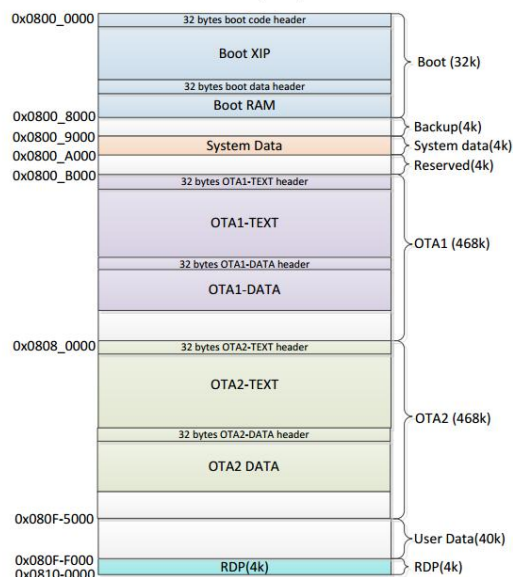 0x0800_0000
32 bytes boot code header
Boot XIP
32 bytes boot data header
Boot RAM
Boot (32k)
0x0800_8000
Backup(4k)
0x0800_9000
System Data
System data(4k)
0x0800_A000
Reserved(4k)
0x0800_B000
32 bytes OTA1-TEXT header
OTA1-TEXT
32 bytes OTA1-DATA header
OTA1-DATA
OTA1 (468k)
0x0808_0000
32 bytes OTA2-TEXT header
OTA2-TEXT
32 bytes OTA2-DATA header
OTA2 DATA
OTA2 (468k)
0x080F-5000
User Data(40k)
0x080F-F000
RDP(4k)
RDP(4k)
0x0810-0000